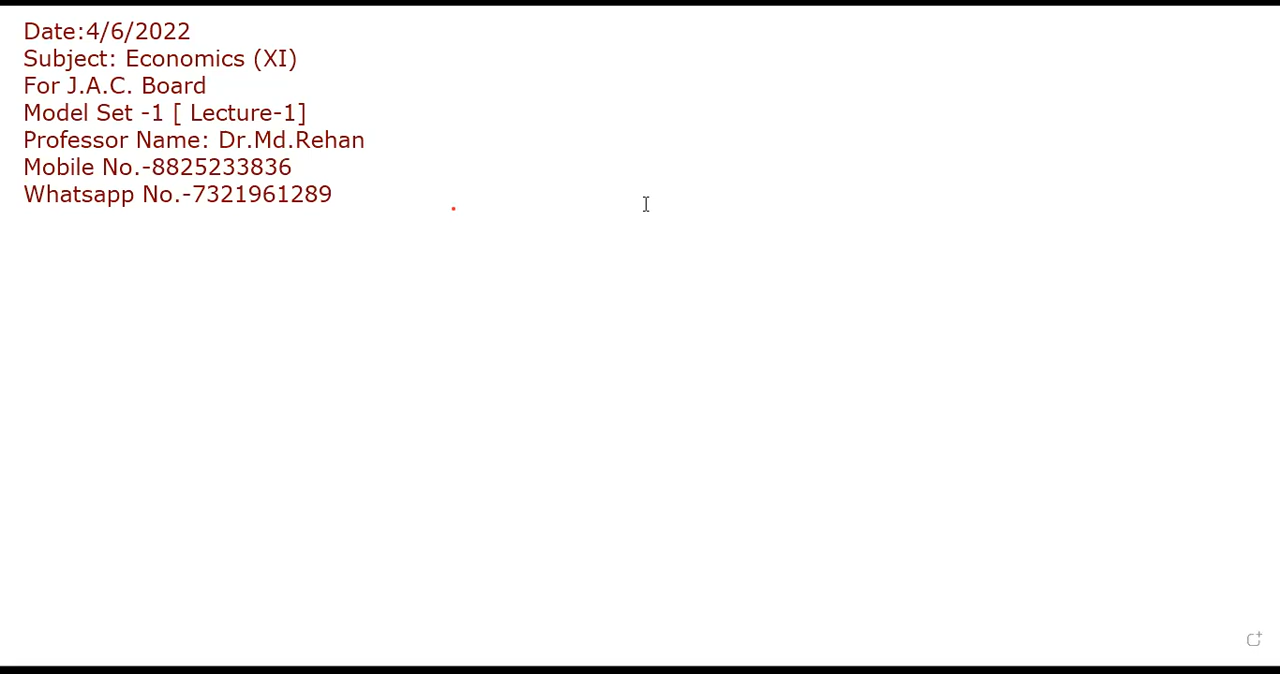 Date:4/6/2022
Subject: Economics (XI)
For J.A.C. Board
Model Set -1 [ Lecture-1]
Professor Name: Dr.Md.Rehan
Mobile No.-8825233836
Whatsapp No.-7321961289